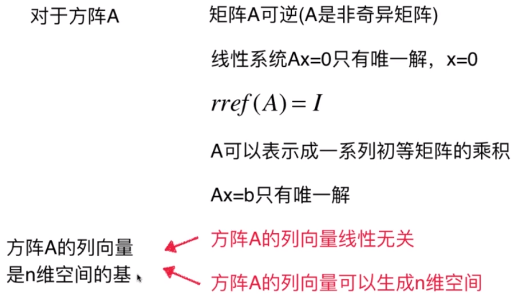 对于方阵A
矩阵A可逆(A是非奇异矩阵)
线性系统Ax=0只有唯一解，x=0
rref(A) = I
A可以表示成一系列初等矩阵的乘积
Ax=b只有唯一解
方阵A的列向量线性无关
方阵A的列向量
是n维空间的基
方阵A的列向量可以生成n维空间